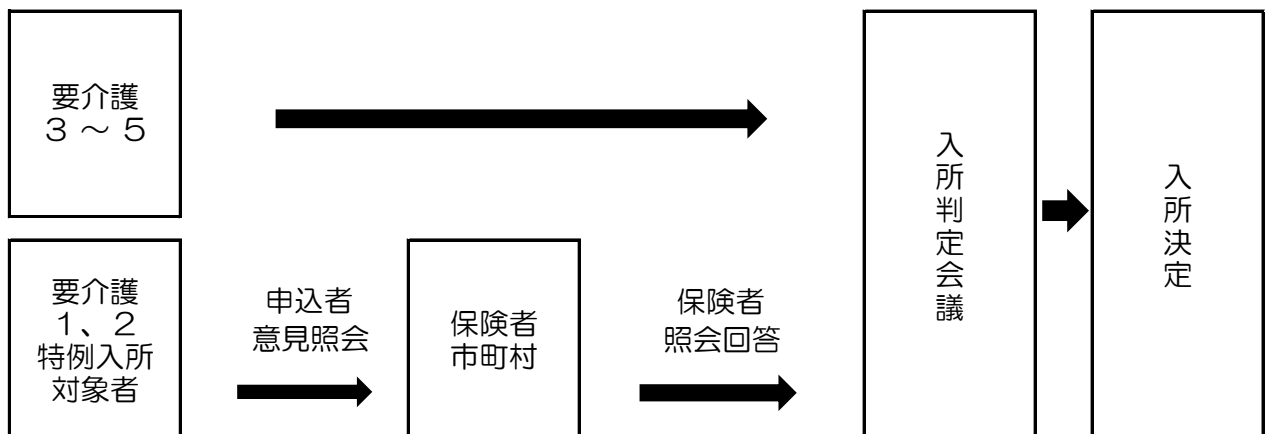 要介護
３ ～ ５
要介護
１、２
特例入所
対象者
申込者
意見照会
保険者
市町村
保険者
照会回答
入所判定会議
入所決定